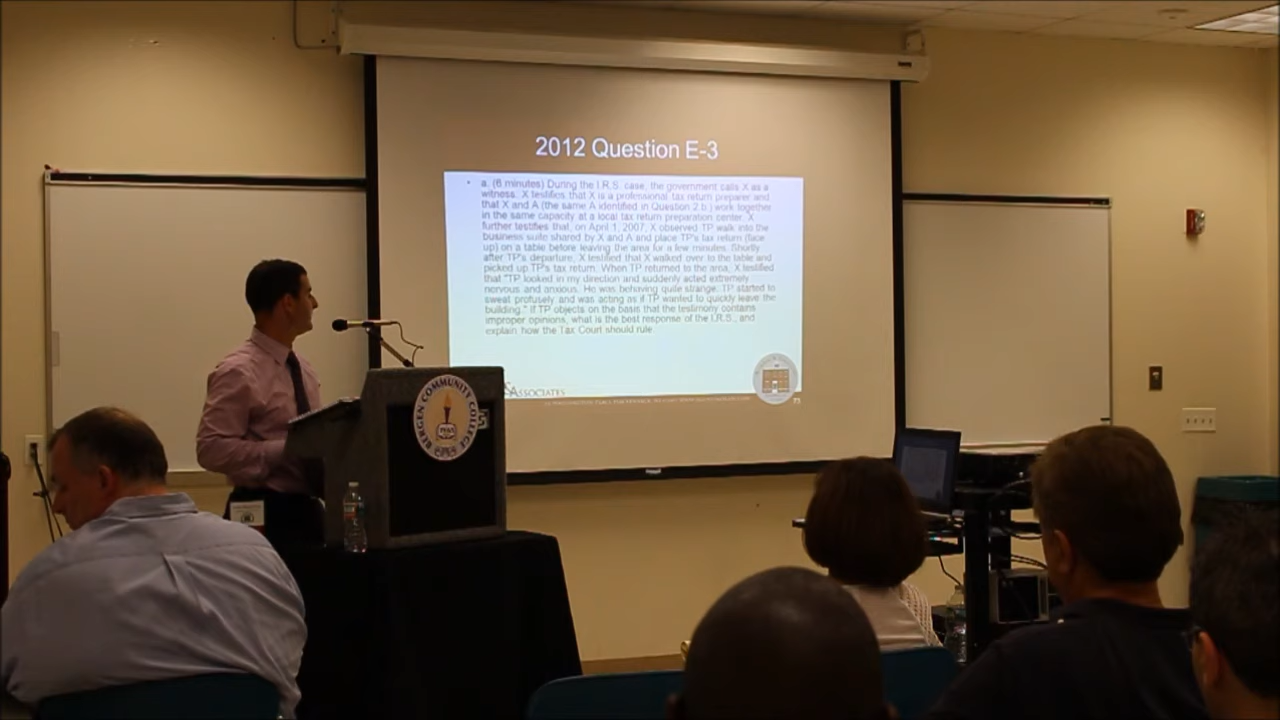 2012 Question E-3
• a. (6 minutes) During the I.R.S. case, the government calls X as a
witness. X testifies that X is a professional tax return preparer and
that X and A (the same A identified in Question 2.b.) work together
in the same capacity at a local tax return preparation center. X
further testifies that, on April 1, 2007, X observed TP walk into the
business suite shared by X and A and place TP's tax return (face
up) on a table before leaving the area for a few minutes. Shortly
after TP's departure, X testified that X walked over to the table and
picked up TP's tax return. When TP returned to the area, X testified
that "TP looked in my direction and suddenly acted extremely
nervous and anxious. He was behaving quite strange. TP started to
sweat profusely and was acting as if TP wanted to quickly leave the
building." If TP objects on the basis that the testimony contains
improper opinions, what is the best response of the I.R.S., and
explain how the Tax Court should rule.
&ASSOCIATES
75
BERGEN COMMUNITY COLLEGE